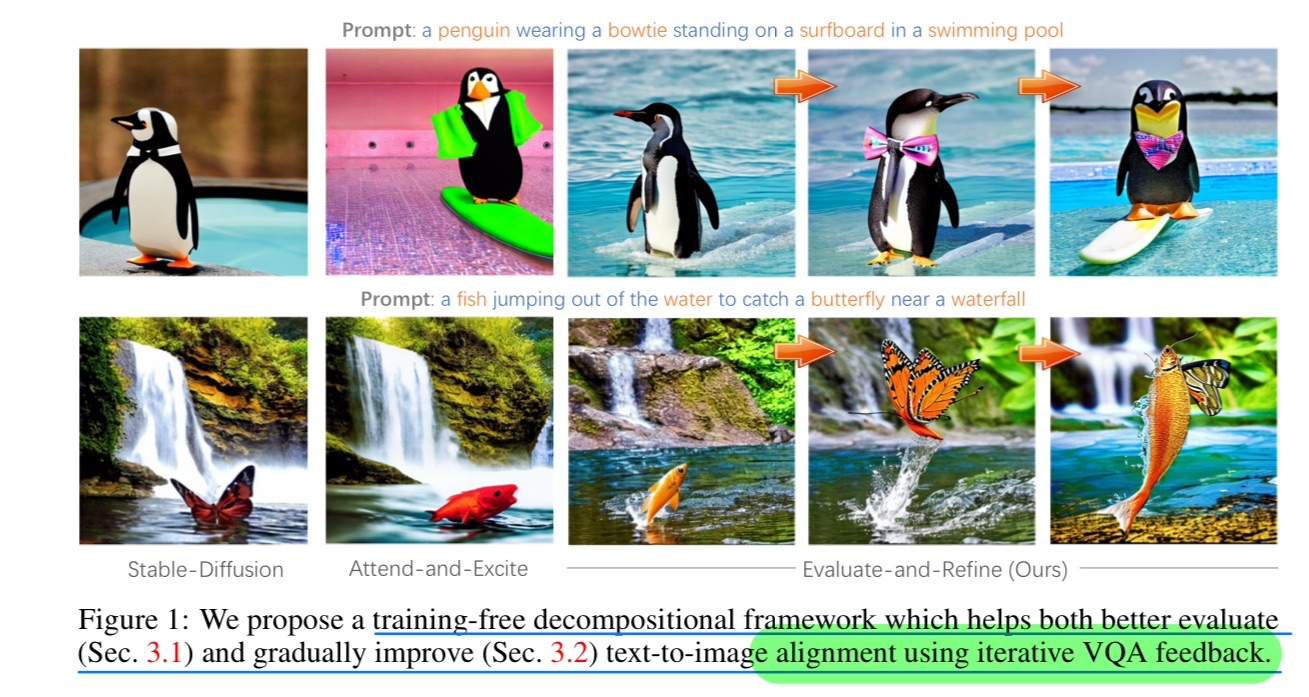 Prompt: a penguin wearing a bowtie standing on a surfboard in a swimming pool
Prompt: a fish jumping out of the water to catch a butterfly near a waterfall
Stable-Diffusion Attend-and-Excite Evaluate-and-Refine (Ours)
Figure 1: We propose a training-free decompositional framework which helps both better evaluate
(Sec. 3.1) and gradually improve (Sec. 3.2) text-to-image alignment using iterative VQA feedback.